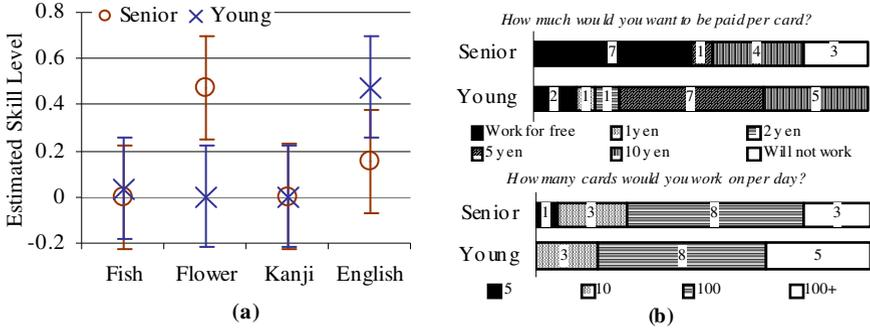 Senior Young
Estimated Skill Level
0.8
0.6
0.4
0.2
0
-0.2
Fish Flower Kanji English
(a)
How much would you want to be paid per card?
Senior 7 1 4 3
Young 2 1 1 7 5
Work for free 1 yen 2 yen
5 yen 10 yen Will not work
How many cards would you work on per day?
Senior 1 3 8 3
Young 3 8 5
5 10 100 100+
(b)